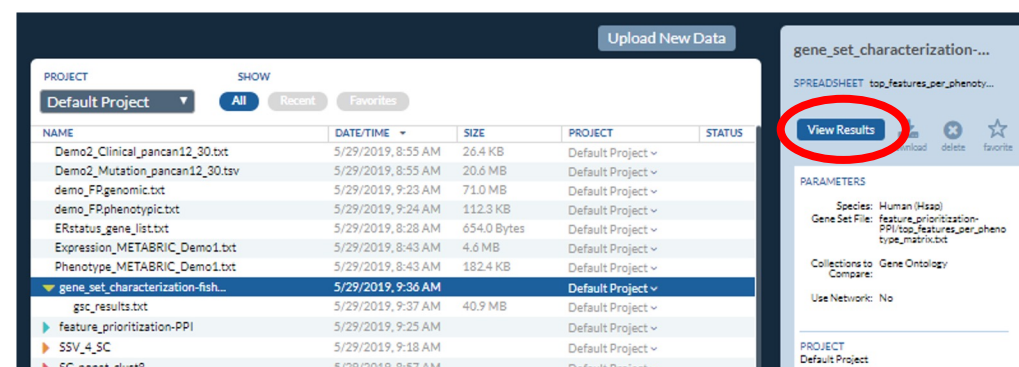 Upload New Data
PROJECT SHOW
Default Project All Recent Favorites
NAME DATE/TIME SIZE PROJECT STATUS
Demo2_Clinical_pancan12_30.txt 5/29/2019, 8:55 AM 26.4 KB Default Project
Demo2_Mutation_pancan12_30.tsv 5/29/2019, 8:55 AM 20.6 MB Default Project
demo_FP.genomic.txt 5/29/2019, 9:23 AM 71.0 MB Default Project
demo_FP.phenotypic.txt 5/29/2019, 9:24 AM 112.3 KB Default Project
ERstatus_gene_list.txt 5/29/2019, 8:28 AM 654.0 Bytes Default Project
Expression_METABRIC_Demo1.txt 5/29/2019, 8:43 AM 4.6 MB Default Project
Phenotype_METABRIC_Demo1.txt 5/29/2019, 8:43 AM 182.4 KB Default Project
gene_set_characterization-fish... 5/29/2019, 9:36 AM Default Project
gsc_results.txt 5/29/2019, 9:37 AM 40.9 MB Default Project
feature_prioritization-PPI 5/29/2019, 9:25 AM Default Project
SSV_4_SC 5/29/2019, 9:18 AM Default Project
gene_set_characterization-...
SPREADSHEET top_features_per_phenoty...
View Results delete favorite
PARAMETERS
Species: Human (Hsap)
Gene Set File: feature_prioritization-
PPI/top_features_per_pheno
type_matrix.txt
Collections to Gene Ontology
Compare:
Use Network: No
PROJECT
Default Project